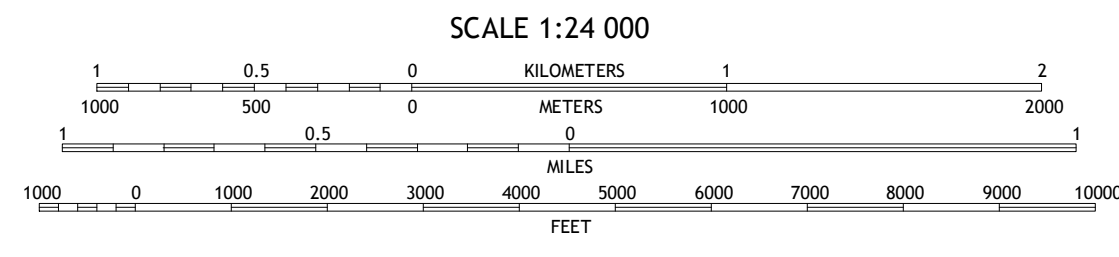 SCALE 1:24 000
1 0.5 0 KILOMETERS 1 2
1000 500 0 METERS 1000 2000
1 0.5 0 1
MILES
1000 0 1000 2000 3000 4000 5000 6000 7000 8000 9000 10000
FEET